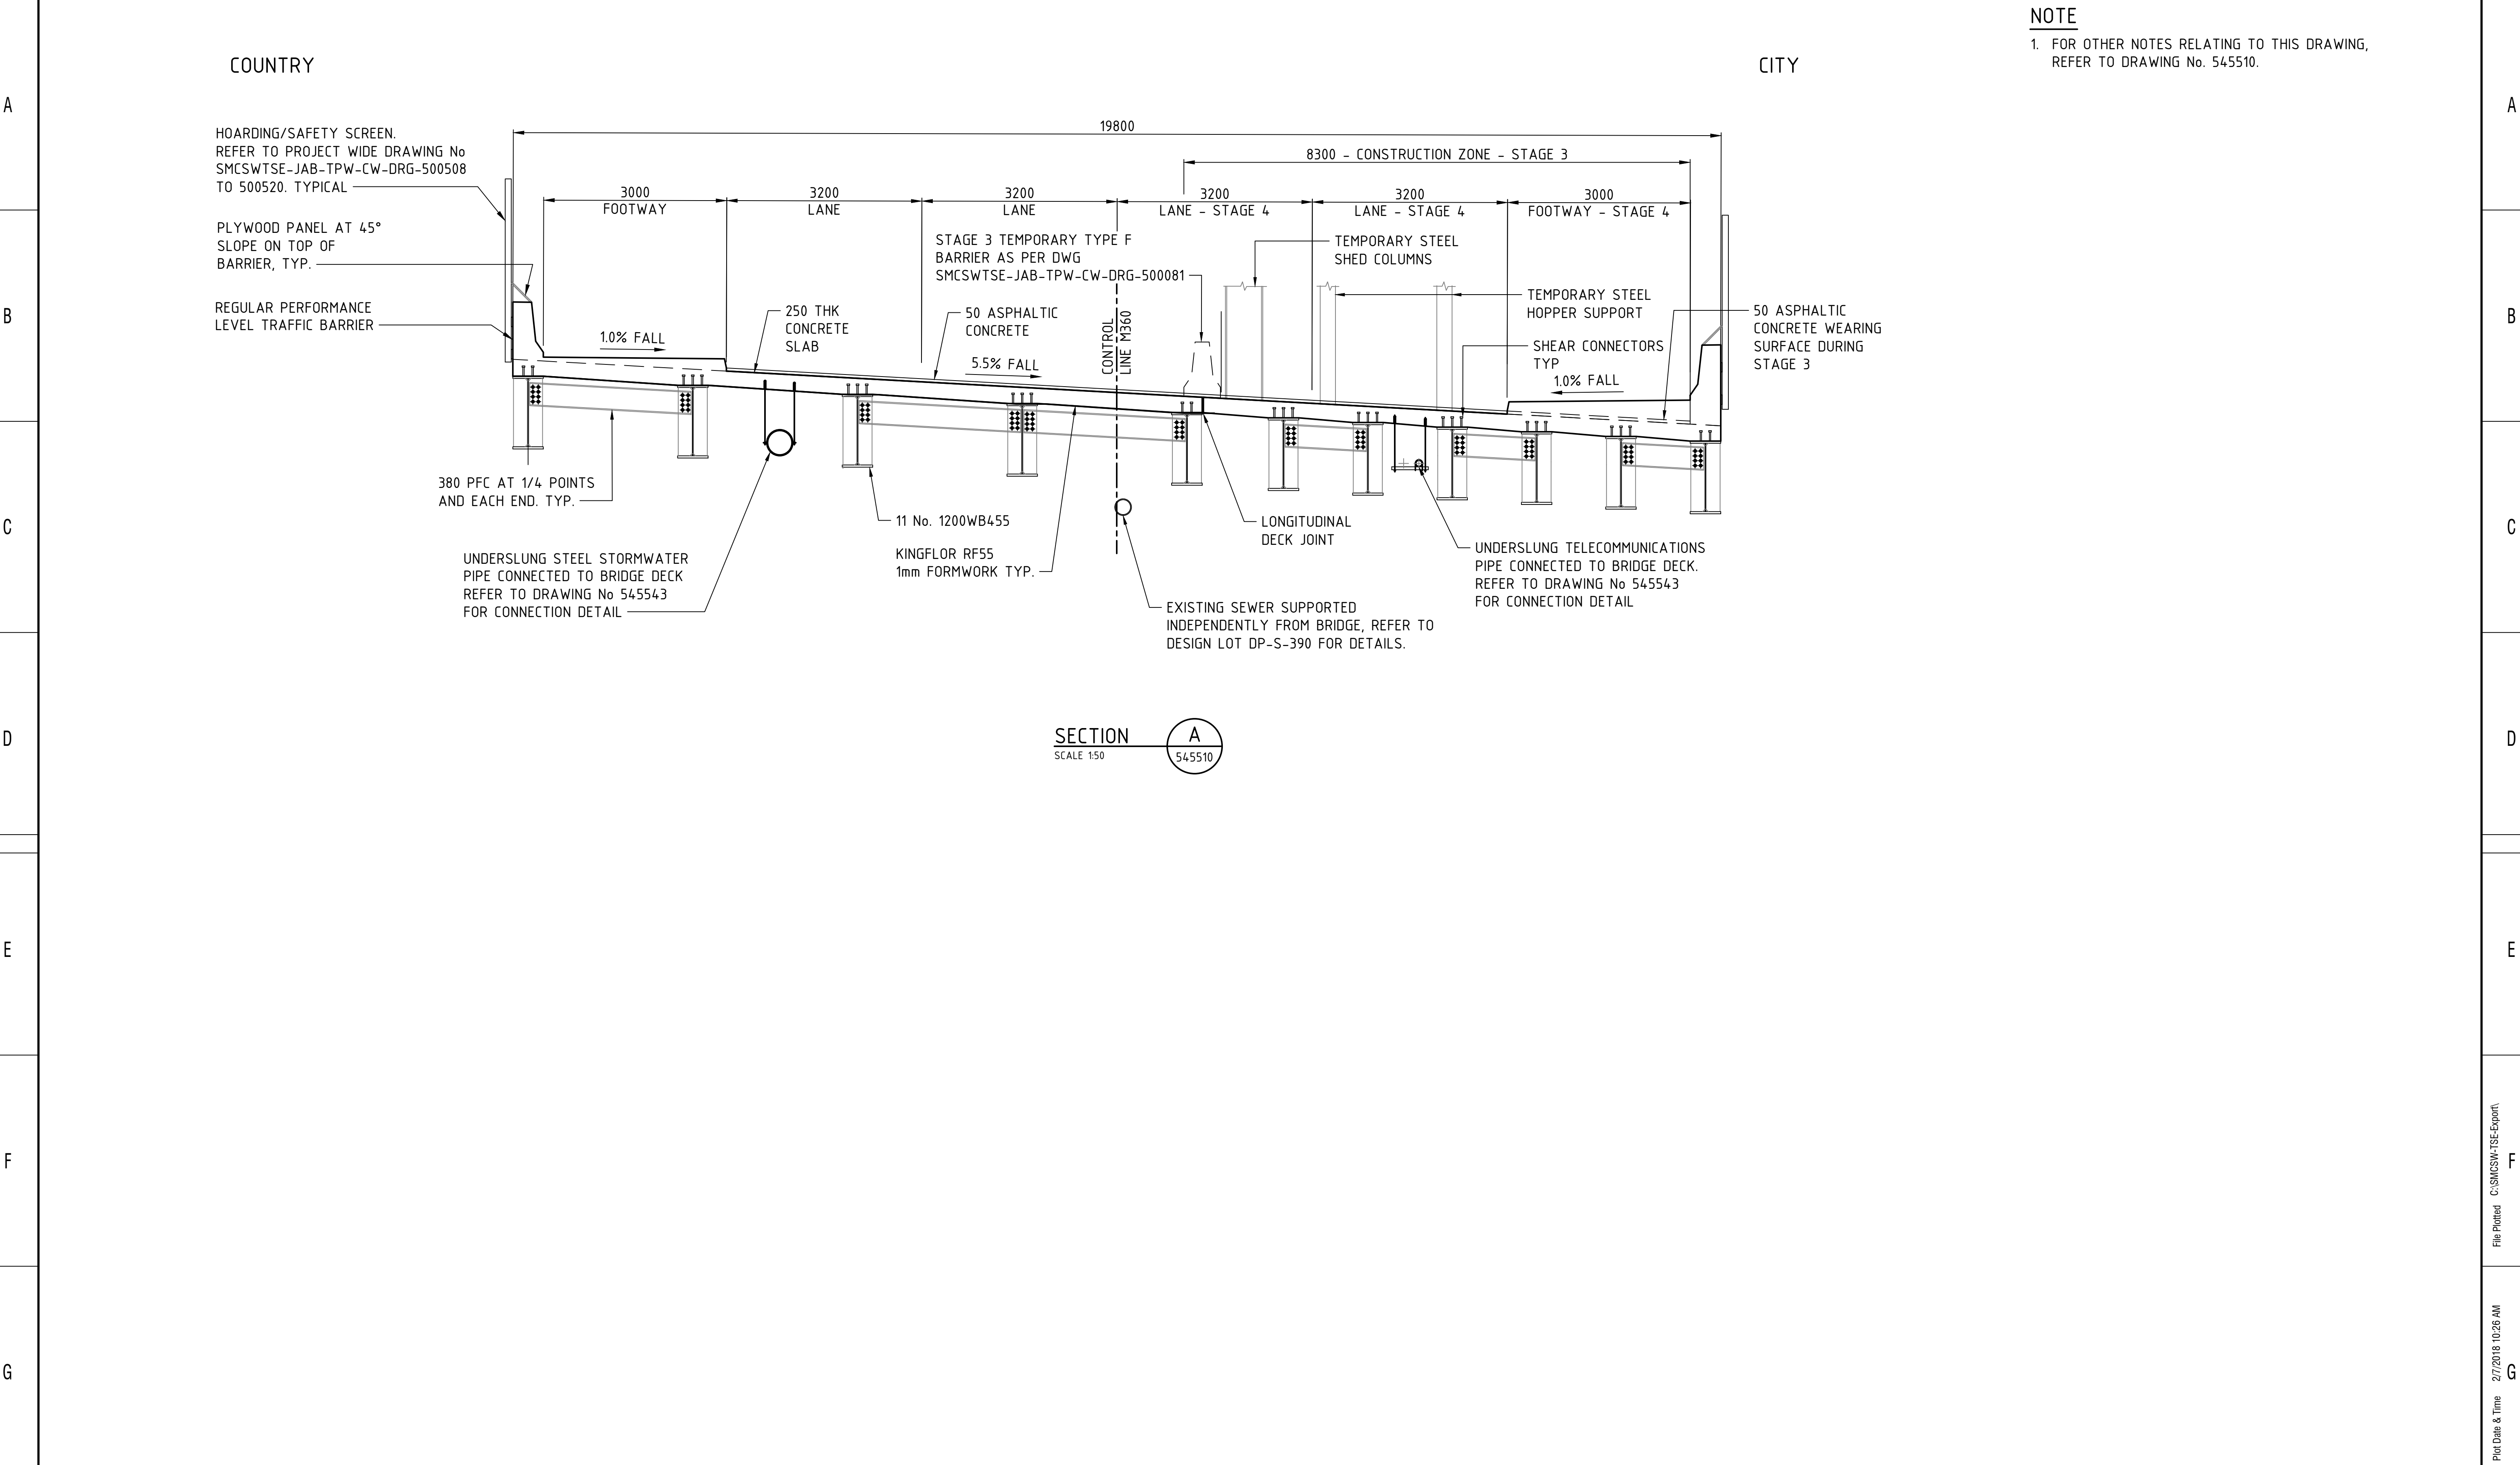 NOTE
1. FOR OTHER NOTES RELATING TO THIS DRAWING,
REFER TO DRAWING No. 545510.
COUNTRY
CITY
19800
8300 - CONSTRUCTION ZONE - STAGE 3
3000
FOOTWAY
3200
LANE
3200
LANE
3200
LANE - STAGE 4
3200
LANE - STAGE 4
3000
FOOTWAY - STAGE 4
HOARDING/SAFETY SCREEN.
REFER TO PROJECT WIDE DRAWING No
SMCSWTSE-JAB-TPW-CW-DRG-500508
TO 500520. TYPICAL
PLYWOOD PANEL AT 45°
SLOPE ON TOP OF
BARRIER, TYP.
REGULAR PERFORMANCE
LEVEL TRAFFIC BARRIER
1.0% FALL
250 THK
CONCRETE
SLAB
STAGE 3 TEMPORARY TYPE F
BARRIER AS PER DWG
SMCSWTSE-JAB-TPW-CW-DRG-500081
50 ASPHALTIC
CONCRETE
5.5% FALL
CONTROL
LINE M360
TEMPORARY STEEL
SHED COLUMNS
TEMPORARY STEEL
HOPPER SUPPORT
SHEAR CONNECTORS
TYP
1.0% FALL
50 ASPHALTIC
CONCRETE WEARING
SURFACE DURING
STAGE 3
380 PFC AT 1/4 POINTS
AND EACH END. TYP.
UNDERSLUNG STEEL STORMWATER
PIPE CONNECTED TO BRIDGE DECK
REFER TO DRAWING No 545543
FOR CONNECTION DETAIL
11 No. 1200WB455
KINGFLOR RF55
1mm FORMWORK TYP.
LONGITUDINAL
DECK JOINT
EXISTING SEWER SUPPORTED
INDEPENDENTLY FROM BRIDGE, REFER TO
DESIGN LOT DP-S-390 FOR DETAILS.
UNDERSLUNG TELECOMMUNICATIONS
PIPE CONNECTED TO BRIDGE DECK.
REFER TO DRAWING No 545543
FOR CONNECTION DETAIL
SECTION
SCALE 1:50
A
545510
A
B
C
D
E
F
G
A
B
C
D
E
F
G
File Plotted C:\SMCSW-TSE-Export\
Plot Date & Time 2/7/2018 10:26 AM